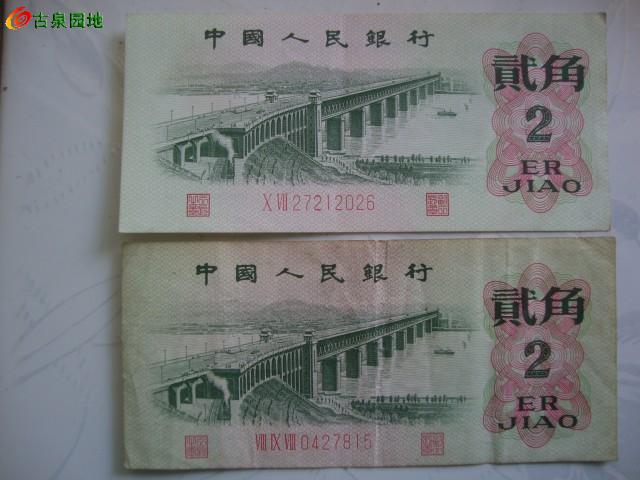 古泉园地
中國人民銀行
貳角
2
ER
JIAO
X VII 27212026
中國人民銀行
貳角
2
ER
JIAO
VIII IX VIII 0427815